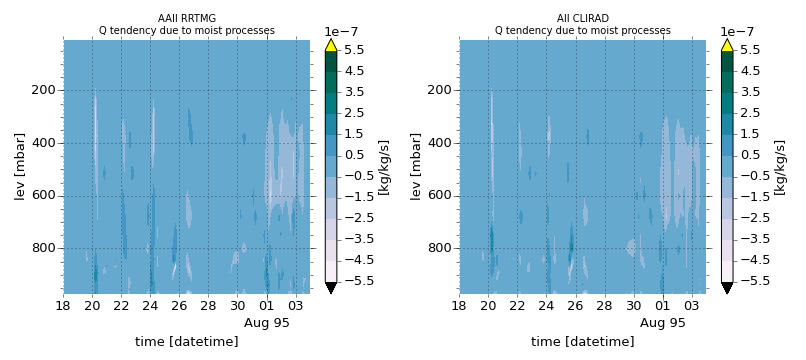 AAll RRTMG
Q tendency due to moist processes
1e−7
5.5
4.5
3.5
2.5
1.5
0.5
−0.5
−1.5
−2.5
−3.5
−4.5
−5.5
[kg/kg/s]
lev [mbar]
200
400
600
800
18 20 22 24 26 28 30 01 03
Aug 95
time [datetime]
All CLIRAD
Q tendency due to moist processes
1e−7
5.5
4.5
3.5
2.5
1.5
0.5
−0.5
−1.5
−2.5
−3.5
−4.5
−5.5
[kg/kg/s]
lev [mbar]
200
400
600
800
18 20 22 24 26 28 30 01 03
Aug 95
time [datetime]